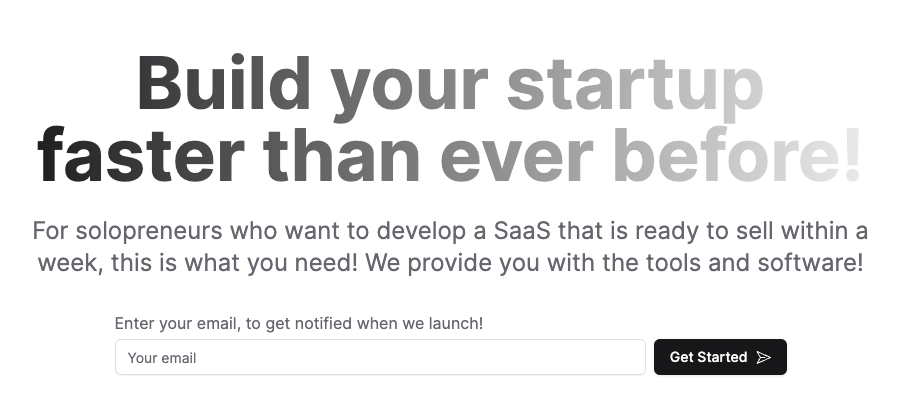 Build your startup
faster than ever before!
For solopreneurs who want to develop a SaaS that is ready to sell within a
week, this is what you need! We provide you with the tools and software!
Enter your email, to get notified when we launch!
Your email
Get Started